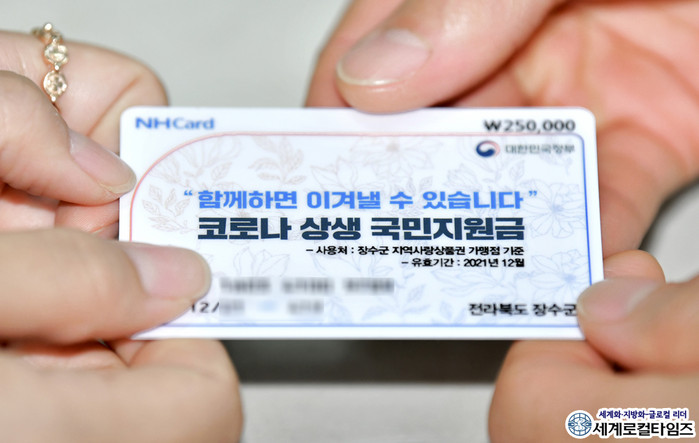 NHCard
₩250,000
대한민국정부
“함께하면 이겨낼 수 있습니다”
코로나 상생 국민지원금
- 사용처 : 장수군 지역사랑상품권 가맹점 기준
- 유효기간 : 2021년 12월
12/
전라북도 장수군
세계화·지방화·글로컬 리더
세계로컬타임즈